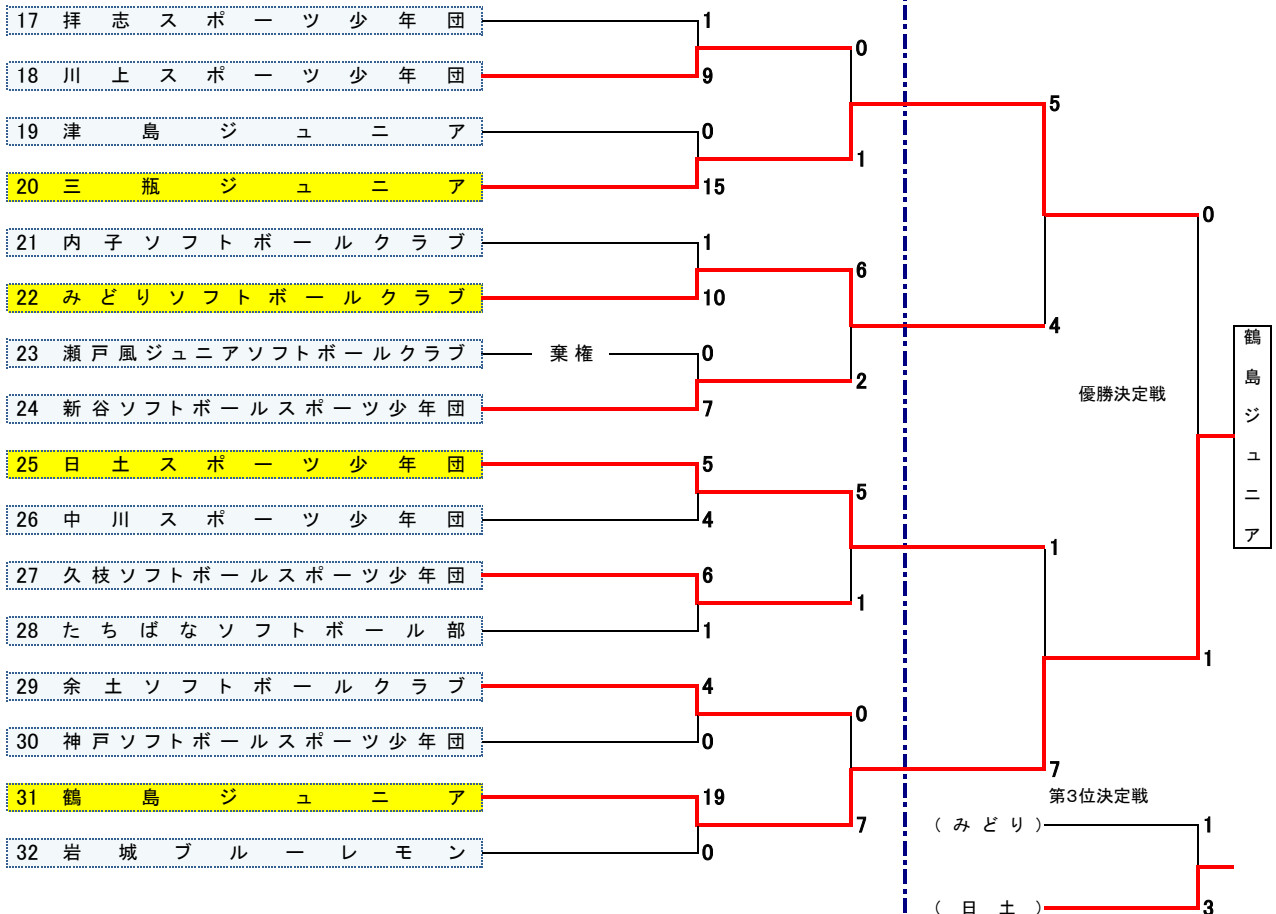 17 拝志スポーツ少年団 1
0
18 川上スポーツ少年団 9
5
19 津島ジュニア 0
1
20 三瓶ジュニア 15
0
21 内子ソフトボールクラブ 1
6
22 みどりソフトボールクラブ 10
4
23 瀬戸風ジュニアソフトボールクラブ 棄権 0
2
優勝決定戦
24 新谷ソフトボールスポーツ少年団 7
鶴島ジュニア
25 日土スポーツ少年団 5
5
26 中川スポーツ少年団 4
1
27 久枝ソフトボールスポーツ少年団 6
1
28 たちばなソフトボール部 1
1
29 余土ソフトボールクラブ 4
0
30 神戸ソフトボールスポーツ少年団 0
7
31 鶴島ジュニア 19
第3位決定戦
7
(みどり) 1
32 岩城ブルーレモン 0
(日土) 3